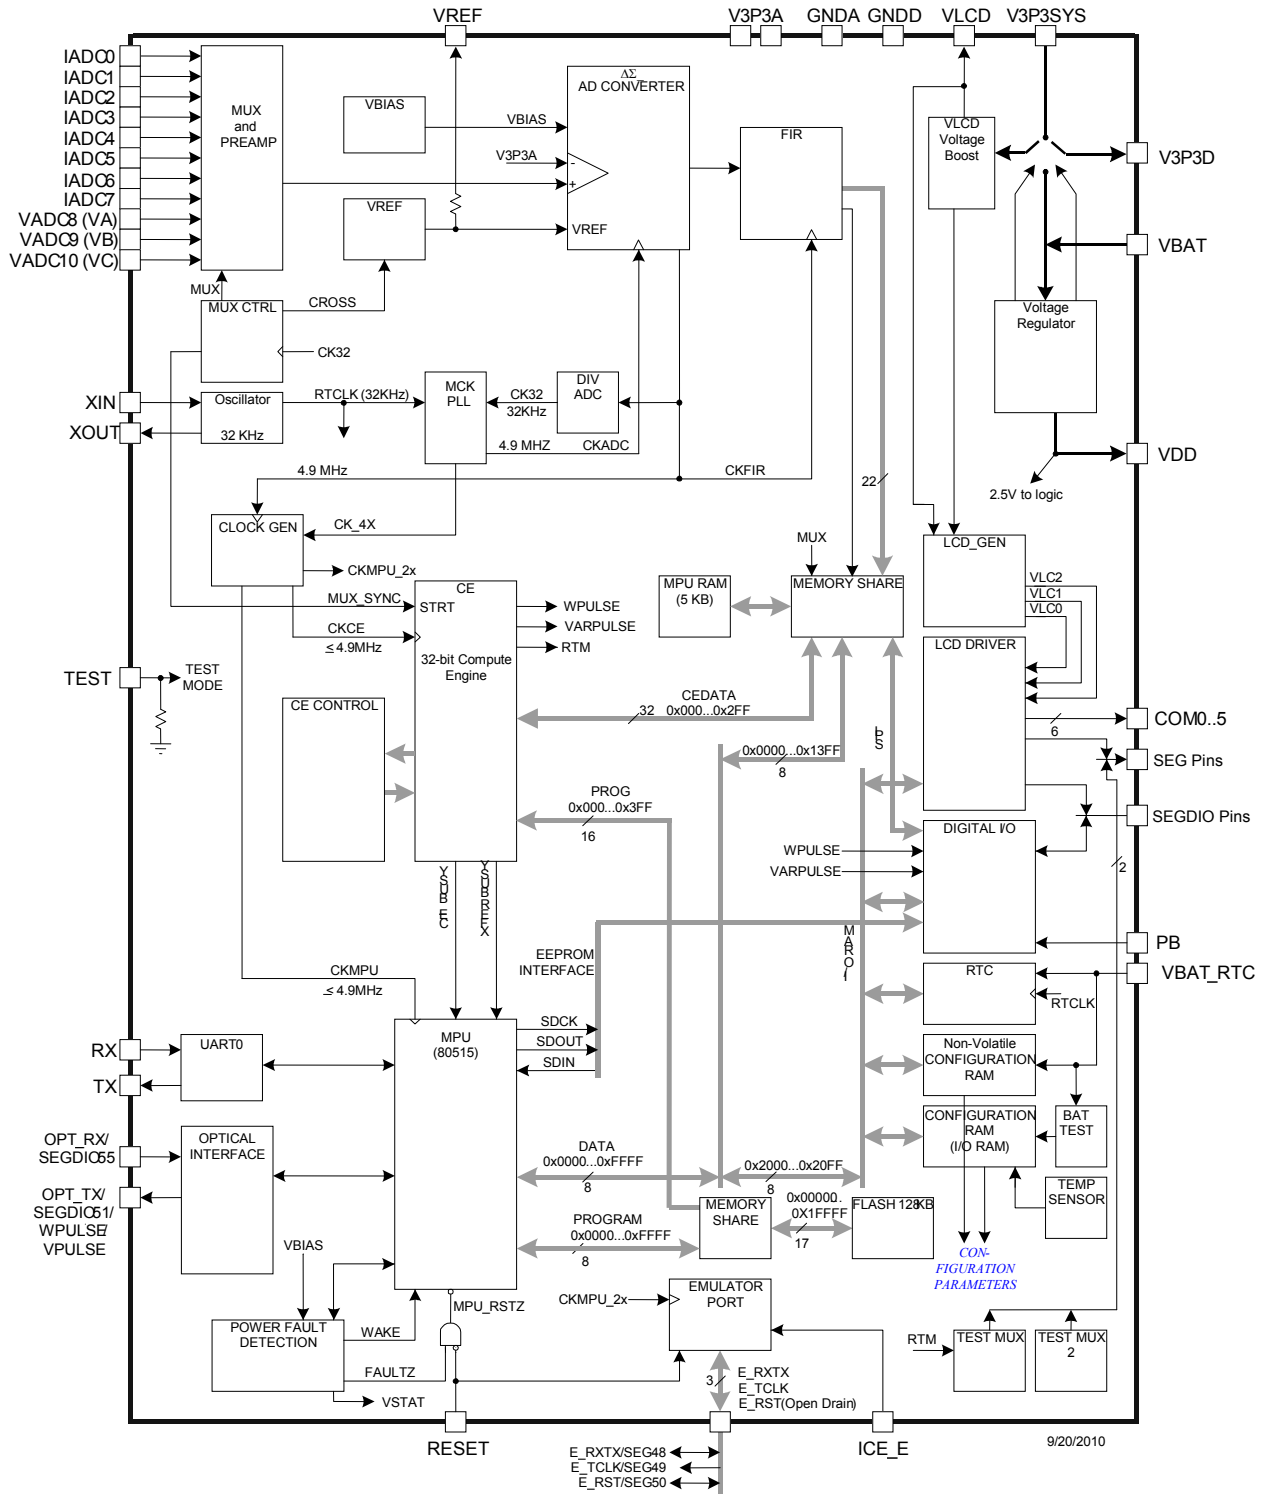 VREF
V3P3A
GNDA
GNDD
VLCD
V3P3SYS
IADC0
IADC1
IADC2
IADC3
IADC4
IADC5
IADC6
IADC7
VADC8 (VA)
VADC9 (VB)
VADC10 (VC)
MUX
and
PREAMP
VBIAS
VBIAS
V3P3A
VREF
VREF
ΔΣ
AD CONVERTER
-
+
FIR
VLCD
Voltage
Boost
V3P3D
VBAT
Voltage
Regulator
VDD
2.5V to logic
MUX
MUX CTRL
CROSS
CK32
XIN
XOUT
Oscillator
32 KHz
RTCLK (32KHz)
MCK
PLL
CK32
32KHz
DIV
ADC
4.9 MHZ
CKADC
4.9 MHz
CKFIR
22
CLOCK GEN
CK_4X
CKMPU_2x
MUX_SYNC
CKCE
≤ 4.9MHz
CE
STRT
32-bit Compute
Engine
WPULSE
VARPULSE
RTM
MPU RAM
(5 KB)
MUX
MEMORY SHARE
LCD_GEN
VLC2
VLC1
VLC0
LCD DRIVER
TEST
TEST
MODE
CE CONTROL
CEDATA
32
0x000...0x2FF
0x0000...0x13FF
8
PROG
0x000...0x3FF
16
6
COM0..5
SEG Pins
SEGDIO Pins
DIGITAL I/O
WPULSE
VARPULSE
2
PB
VBAT_RTC
EEPROM
INTERFACE
CKMPU
≤ 4.9MHz
RTC
RTCLK
RX
TX
UART0
MPU
(80515)
SDCK
SDOUT
SDIN
Non-Volatile
CONFIGURATION
RAM
CONFIGURATION
RAM
(I/O RAM)
BAT
TEST
TEMP
SENSOR
OPT_RX/
SEGDIO55
OPT_TX/
SEGDIO51/
WPULSE/
VPULSE
OPTICAL
INTERFACE
DATA
0x0000...0xFFFF
8
0x2000...0x20FF
8
PROGRAM
0x0000...0xFFFF
8
MEMORY
SHARE
0x00000..
0X1FFFF
17
FLASH 128KB
CON-
FIGURATION
PARAMETERS
VBIAS
POWER FAULT
DETECTION
WAKE
FAULTZ
VSTAT
MPU_RSTZ
CKMPU_2x
EMULATOR
PORT
3
E_RXTX
E_TCLK
E_RST(Open Drain)
RTM
TEST MUX
TEST MUX
2
RESET
ICE_E
9/20/2010
E_RXTX/SEG48
E_TCLK/SEG49
E_RST/SEG50